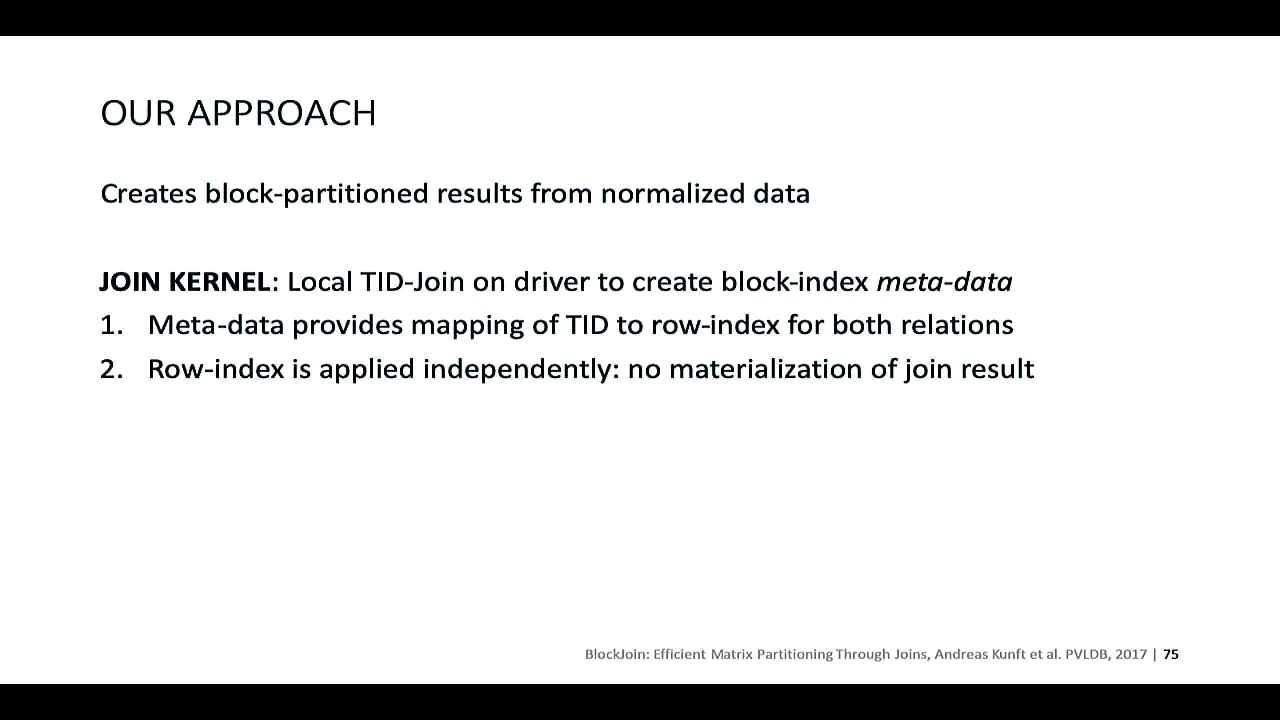 OUR APPROACH
Creates block-partitioned results from normalized data
JOIN KERNEL: Local TID-Join on driver to create block-index meta-data
1. Meta-data provides mapping of TID to row-index for both relations
2. Row-index is applied independently: no materialization of join result
BlockJoin: Efficient Matrix Partitioning Through Joins, Andreas Kunft et al. PVLDB, 2017 | 75